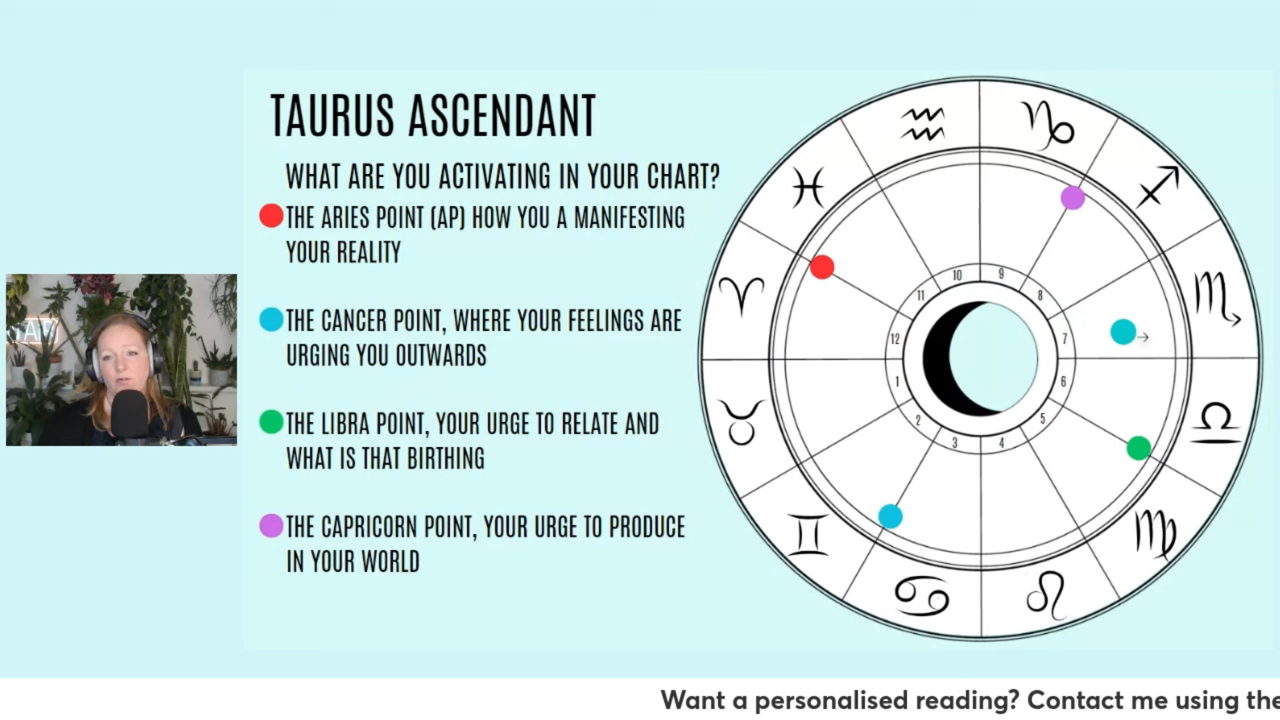 TAURUS ASCENDANT
WHAT ARE YOU ACTIVATING IN YOUR CHART?
THE ARIES POINT (AP) HOW YOU A MANIFESTING
YOUR REALITY
THE CANCER POINT, WHERE YOUR FEELINGS ARE
URGING YOU OUTWARDS
THE LIBRA POINT, YOUR URGE TO RELATE AND
WHAT IS THAT BIRTHING
THE CAPRICORN POINT, YOUR URGE TO PRODUCE
IN YOUR WORLD
♒ ♑
♓ ♐
♈ ♏
♉ ♎
♊ ♍
♋ ♌
10 9
11 8
12 7
1 6
2 5
3 4
Want a personalised reading? Contact me using the